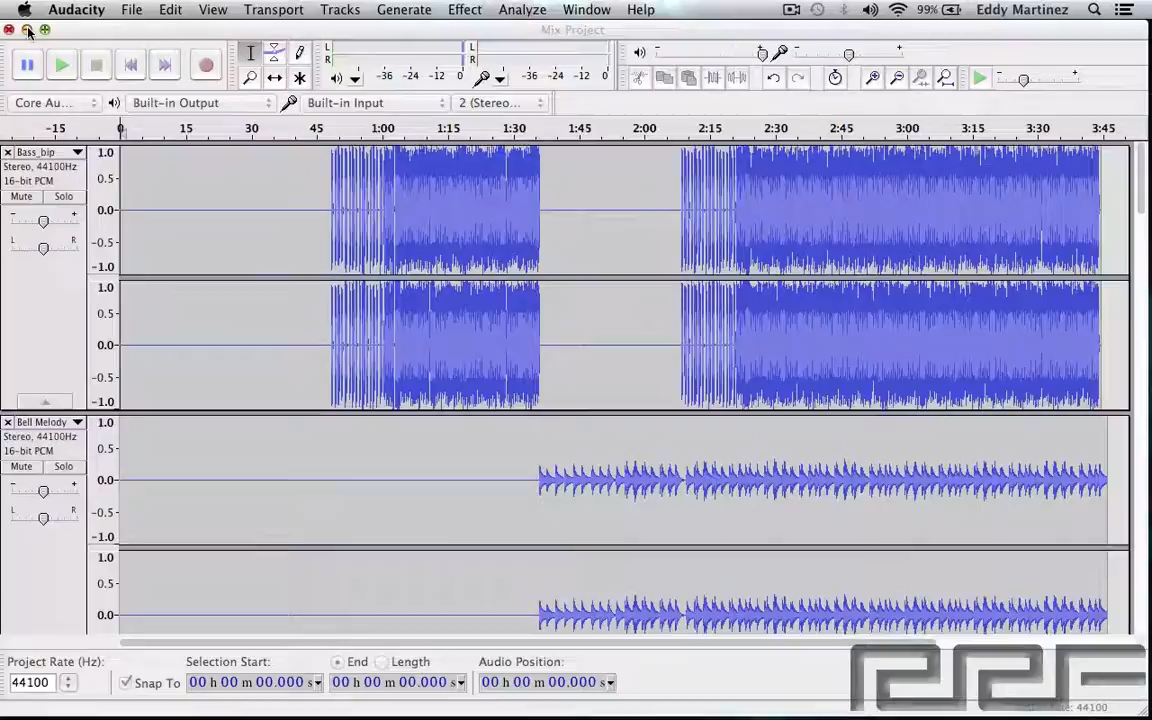 Audacity File Edit View Transport Tracks Generate Effect Analyze Window Help 99% Eddy Martinez
Mix Project
L R -36 -24 -12 0 L R -36 -24 -12 0
Core Au... Built-in Output Built-in Input 2 (Stereo...
-15 0 15 30 45 1:00 1:15 1:30 1:45 2:00 2:15 2:30 2:45 3:00 3:15 3:30 3:45
Bass_bip
Stereo, 44100Hz
16-bit PCM
Mute Solo
- +
L R
1.0
0.5
0.0
-0.5
-1.0
1.0
0.5
0.0
-0.5
-1.0
Bell Melody
Stereo, 44100Hz
16-bit PCM
Mute Solo
- +
L R
1.0
0.5
0.0
-0.5
-1.0
1.0
0.5
0.0
Project Rate (Hz): Selection Start: End Length Audio Position:
44100 Snap To 00 h 00 m 00.000 s 00 h 00 m 00.000 s 00 h 00 m 00.000 s
44100